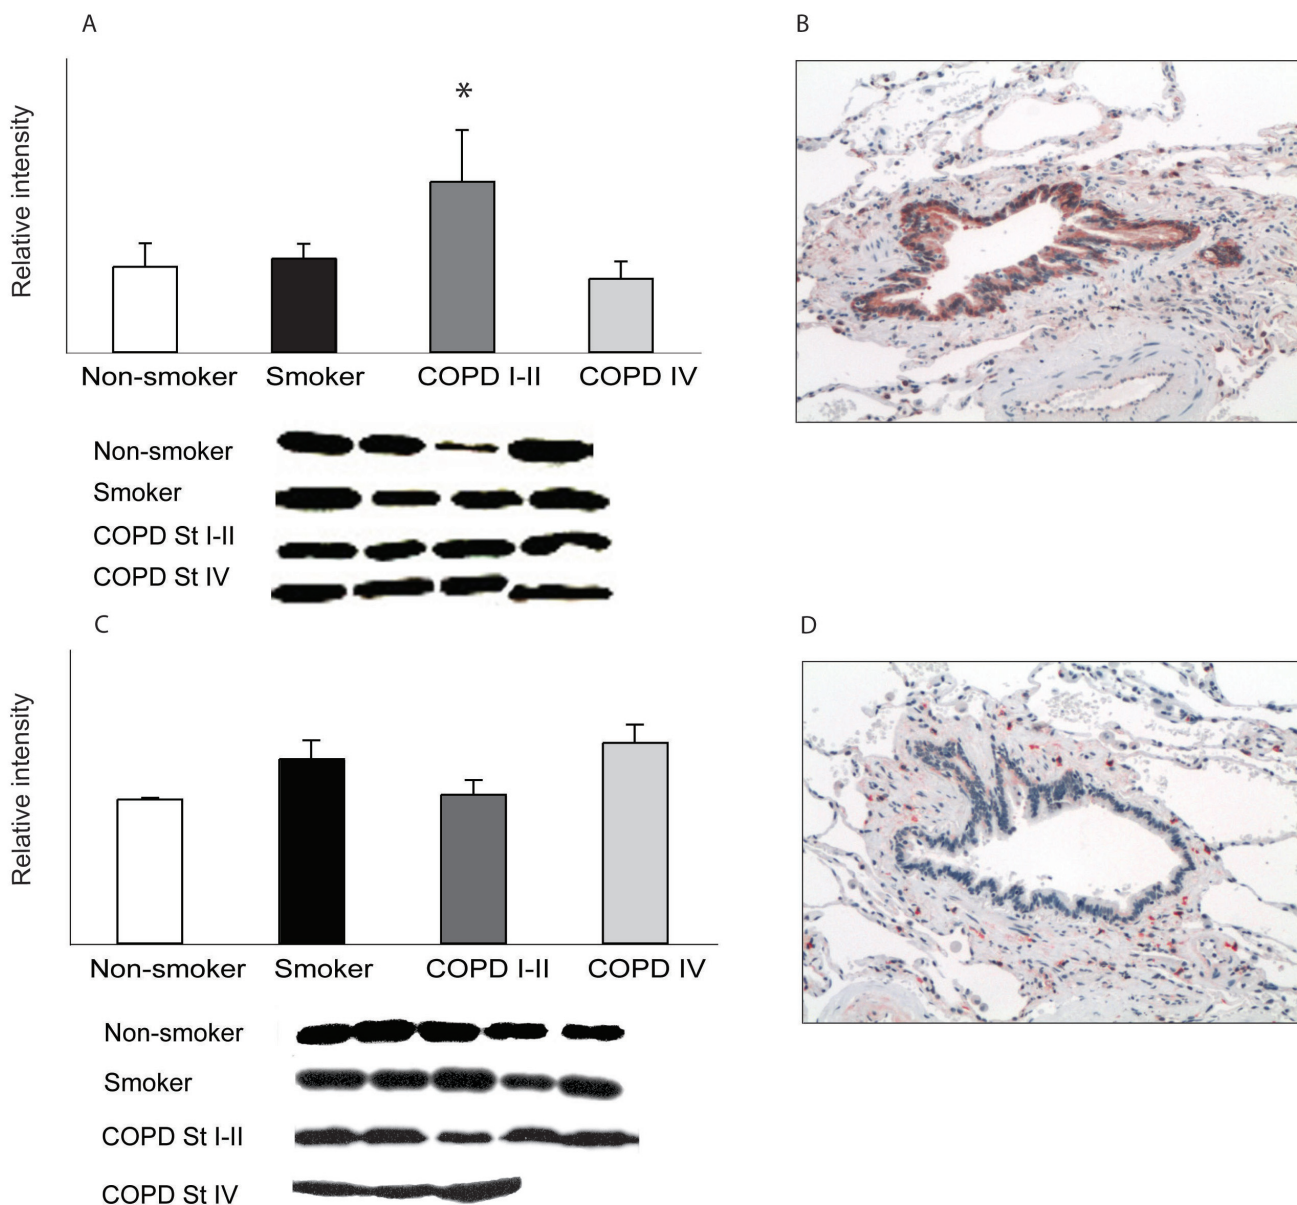 A
B
Relative intensity
*
Non-smoker
Smoker
COPD I-II
COPD IV
Non-smoker
Smoker
COPD St I-II
COPD St IV
C
D
Relative intensity
Non-smoker
Smoker
COPD I-II
COPD IV
Non-smoker
Smoker
COPD St I-II
COPD St IV